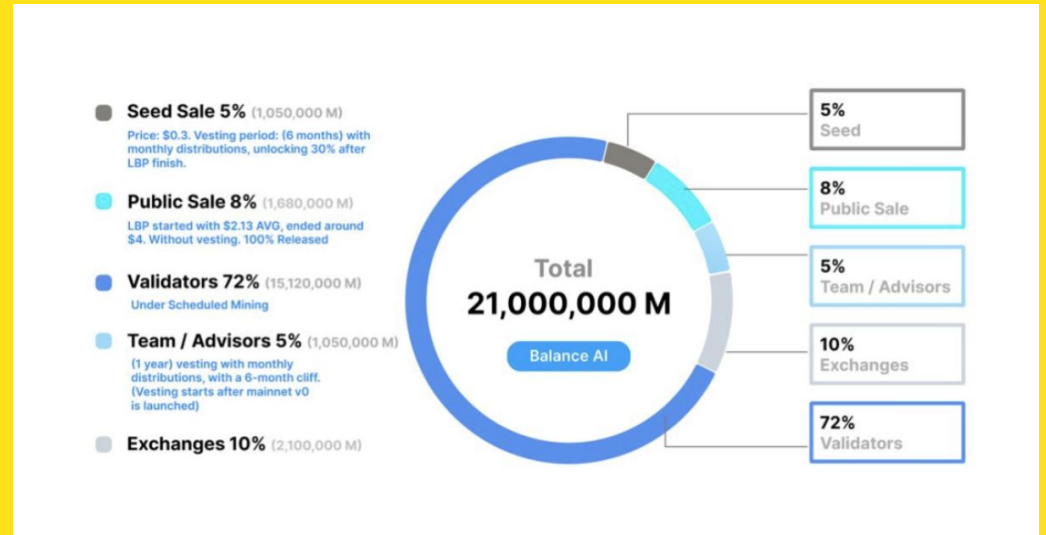 Seed Sale 5% (1,050,000 M)
Price: $0.3. Vesting period: (6 months) with
monthly distributions, unlocking 30% after
LBP finish.
Public Sale 8% (1,680,000 M)
LBP started with $2.13 AVG, ended around
$4. Without vesting. 100% Released
Validators 72% (15,120,000 M)
Under Scheduled Mining
Team / Advisors 5% (1,050,000 M)
(1 year) vesting with monthly
distributions, with a 6-month cliff.
(Vesting starts after mainnet v0
is launched)
Exchanges 10% (2,100,000 M)
Total
21,000,000 M
Balance AI
5%
Seed
8%
Public Sale
5%
Team / Advisors
10%
Exchanges
72%
Validators